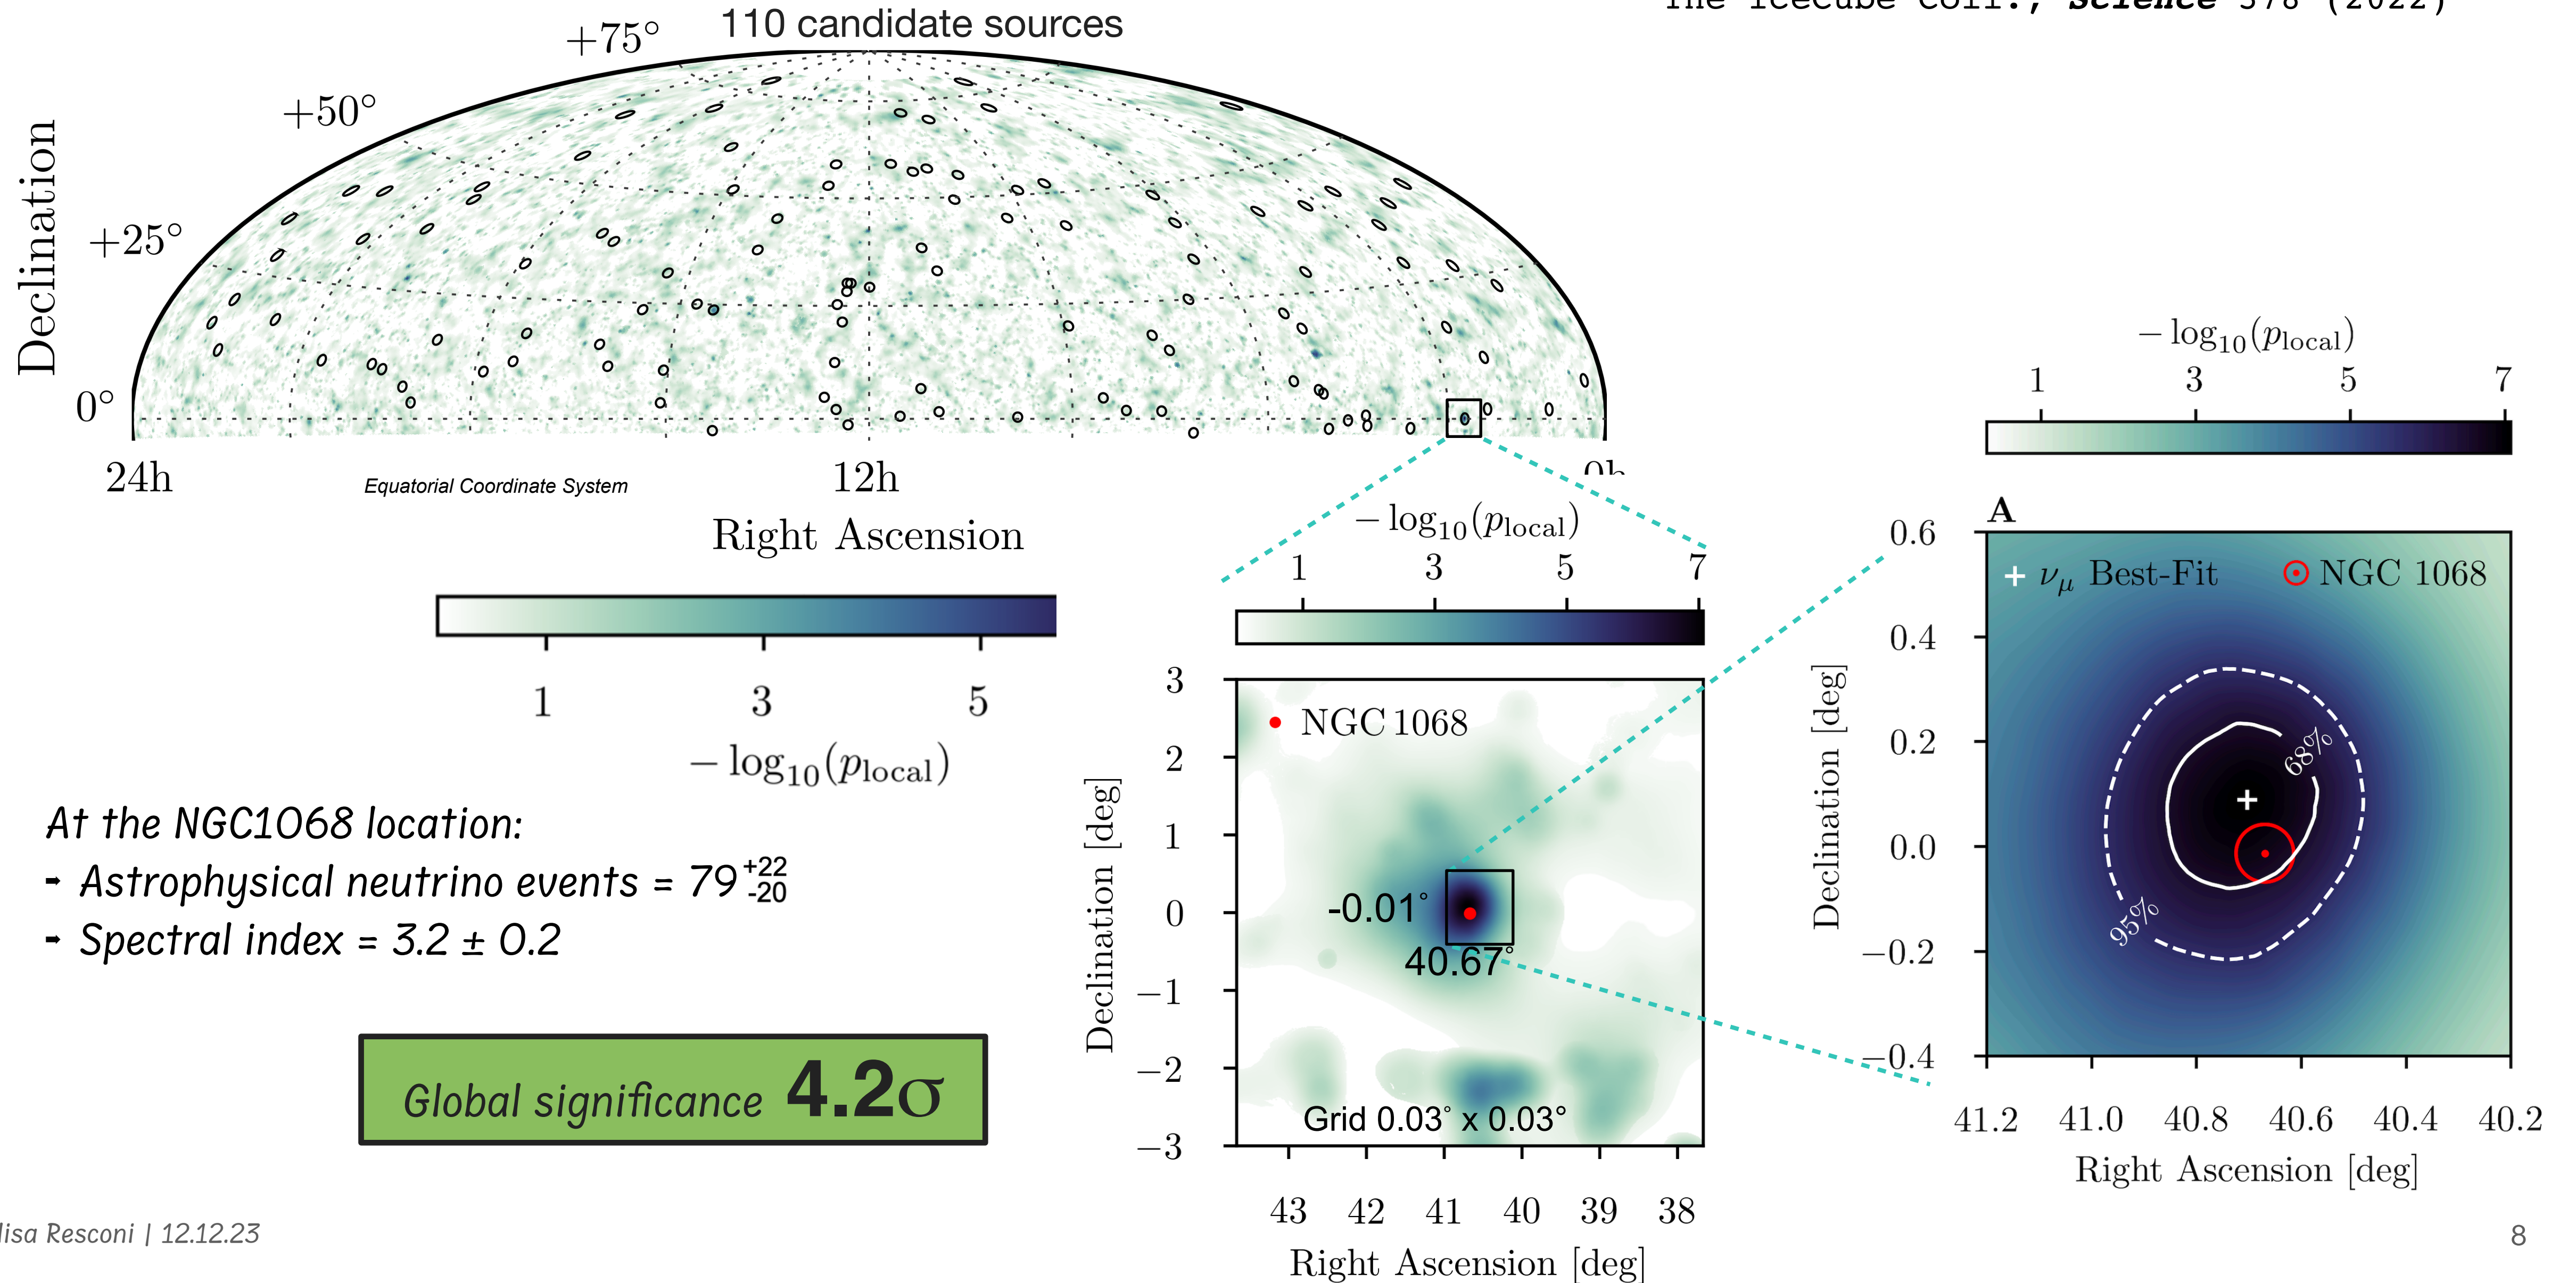 The IceCube Coll., Science 378 (2022)
110 candidate sources
+75°
+50°
+25°
0°
Declination
24h
12h
0h
Equatorial Coordinate System
Right Ascension
1 3 5
− log₁₀(p_local)
At the NGC1068 location:
➡ Astrophysical neutrino events = 79 +22 -20
➡ Spectral index = 3.2 ± 0.2
Global significance 4.2σ
− log₁₀(p_local)
1 3 5 7
NGC 1068
3
2
1
0
−1
−2
−3
Declination [deg]
-0.01°
40.67°
Grid 0.03° x 0.03°
43 42 41 40 39 38
Right Ascension [deg]
− log₁₀(p_local)
1 3 5 7
A
ν_μ Best-Fit
NGC 1068
68%
95%
0.6
0.4
0.2
0.0
−0.2
−0.4
Declination [deg]
41.2 41.0 40.8 40.6 40.4 40.2
Right Ascension [deg]
lisa Resconi | 12.12.23
8